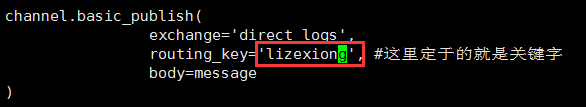 channel.basic_publish(
exchange='direct_logs',
routing_key='lizexiong', #这里定于的就是关键字
body=message
)